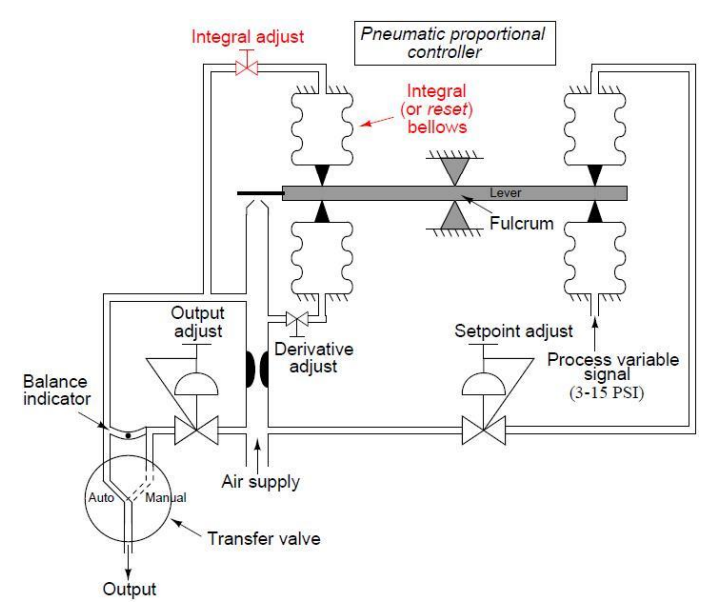 Integral adjust
Pneumatic proportional
controller
Integral
(or reset)
bellows
Lever
Fulcrum
Output
adjust
Derivative
adjust
Setpoint adjust
Process variable
signal
(3-15 PSI)
Balance
indicator
Air supply
Auto
Manual
Transfer valve
Output